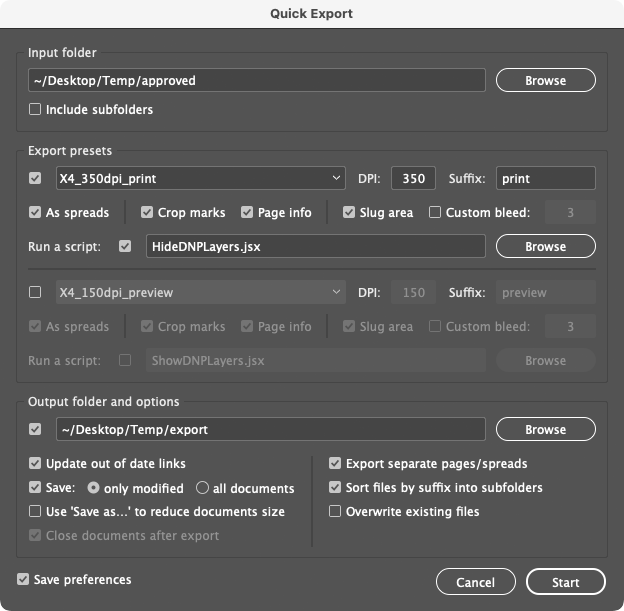 Quick Export
Input folder
~/Desktop/Temp/approved
Browse
Include subfolders
Export presets
X4_350dpi_print DPI: 350 Suffix: print
As spreads Crop marks Page info Slug area Custom bleed: 3
Run a script: HideDNPLayers.jsx Browse
X4_150dpi_preview DPI: 150 Suffix: preview
As spreads Crop marks Page info Slug area Custom bleed: 3
Run a script: ShowDNPLayers.jsx Browse
Output folder and options
~/Desktop/Temp/export Browse
Update out of date links
Save: only modified all documents
Use 'Save as...' to reduce documents size
Close documents after export
Export separate pages/spreads
Sort files by suffix into subfolders
Overwrite existing files
Save preferences Cancel Start